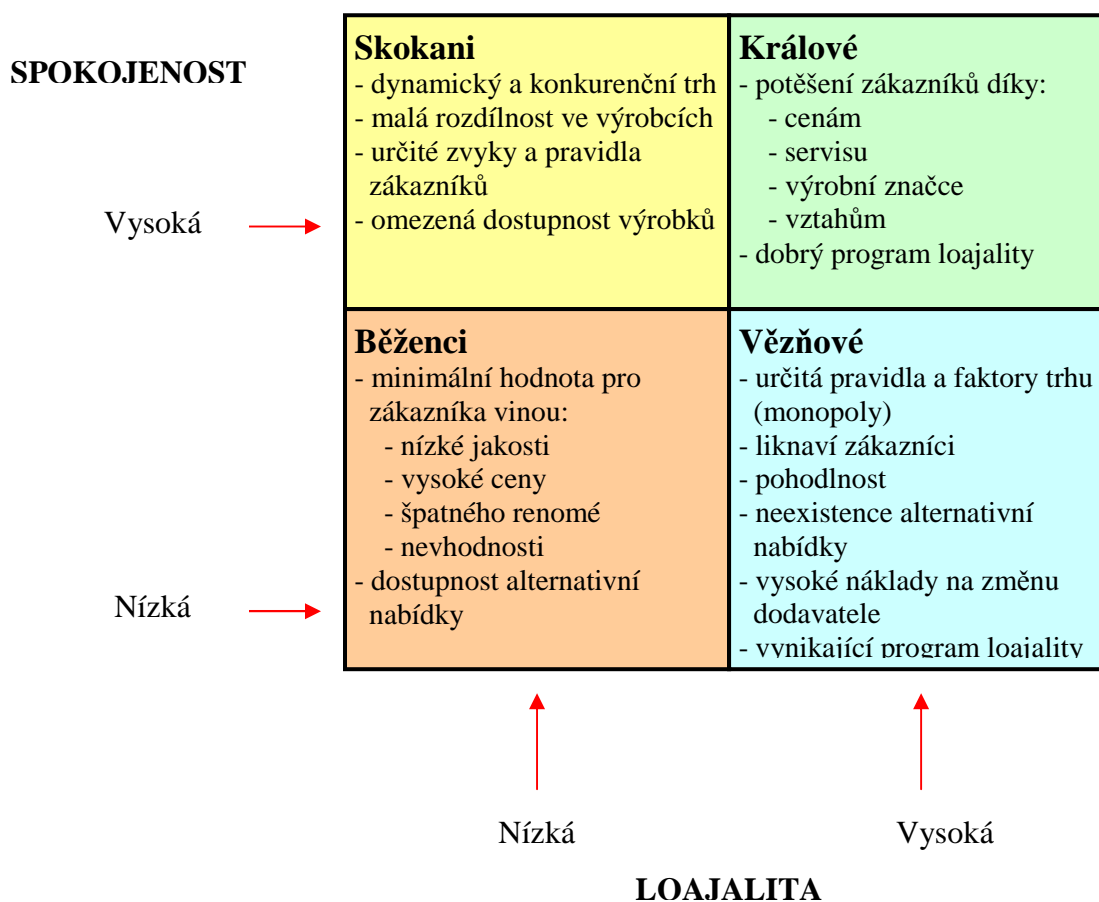 SPOKOJENOST
Vysoká
Nízká
Skokani
- dynamický a konkurenční trh
- malá rozdílnost ve výrobcích
- určité zvyky a pravidla
zákazníků
- omezená dostupnost výrobků
Králové
- potěšení zákazníků díky:
- cenám
- servisu
- výrobní značce
- vztahům
- dobrý program loajality
Běženci
- minimální hodnota pro
zákazníka vinou:
- nízké jakosti
- vysoké ceny
- špatného renomé
- nevhodnosti
- dostupnost alternativní
nabídky
Vězňové
- určitá pravidla a faktory trhu
(monopoly)
- liknaví zákazníci
- pohodlnost
- neexistence alternativní
nabídky
- vysoké náklady na změnu
dodavatele
- vynikající program loajality
Nízká
Vysoká
LOAJALITA